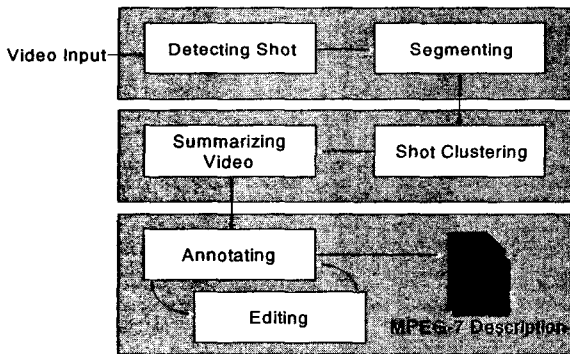 Video Input
Detecting Shot
Segmenting
Summarizing
Video
Shot Clustering
Annotating
Editing
MPEG-7 Description